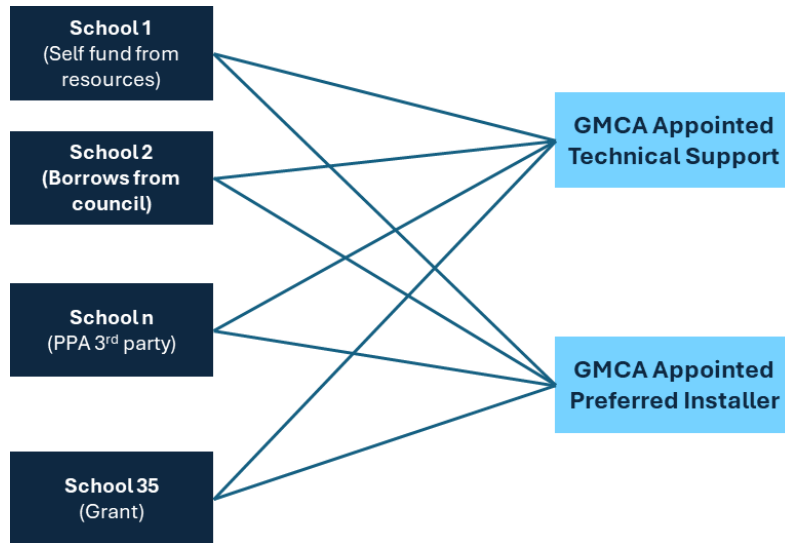 School 1
(Self fund from
resources)
School 2
(Borrows from
council)
School n
(PPA 3rd party)
School 35
(Grant)
GMCA Appointed
Technical Support
GMCA Appointed
Preferred Installer